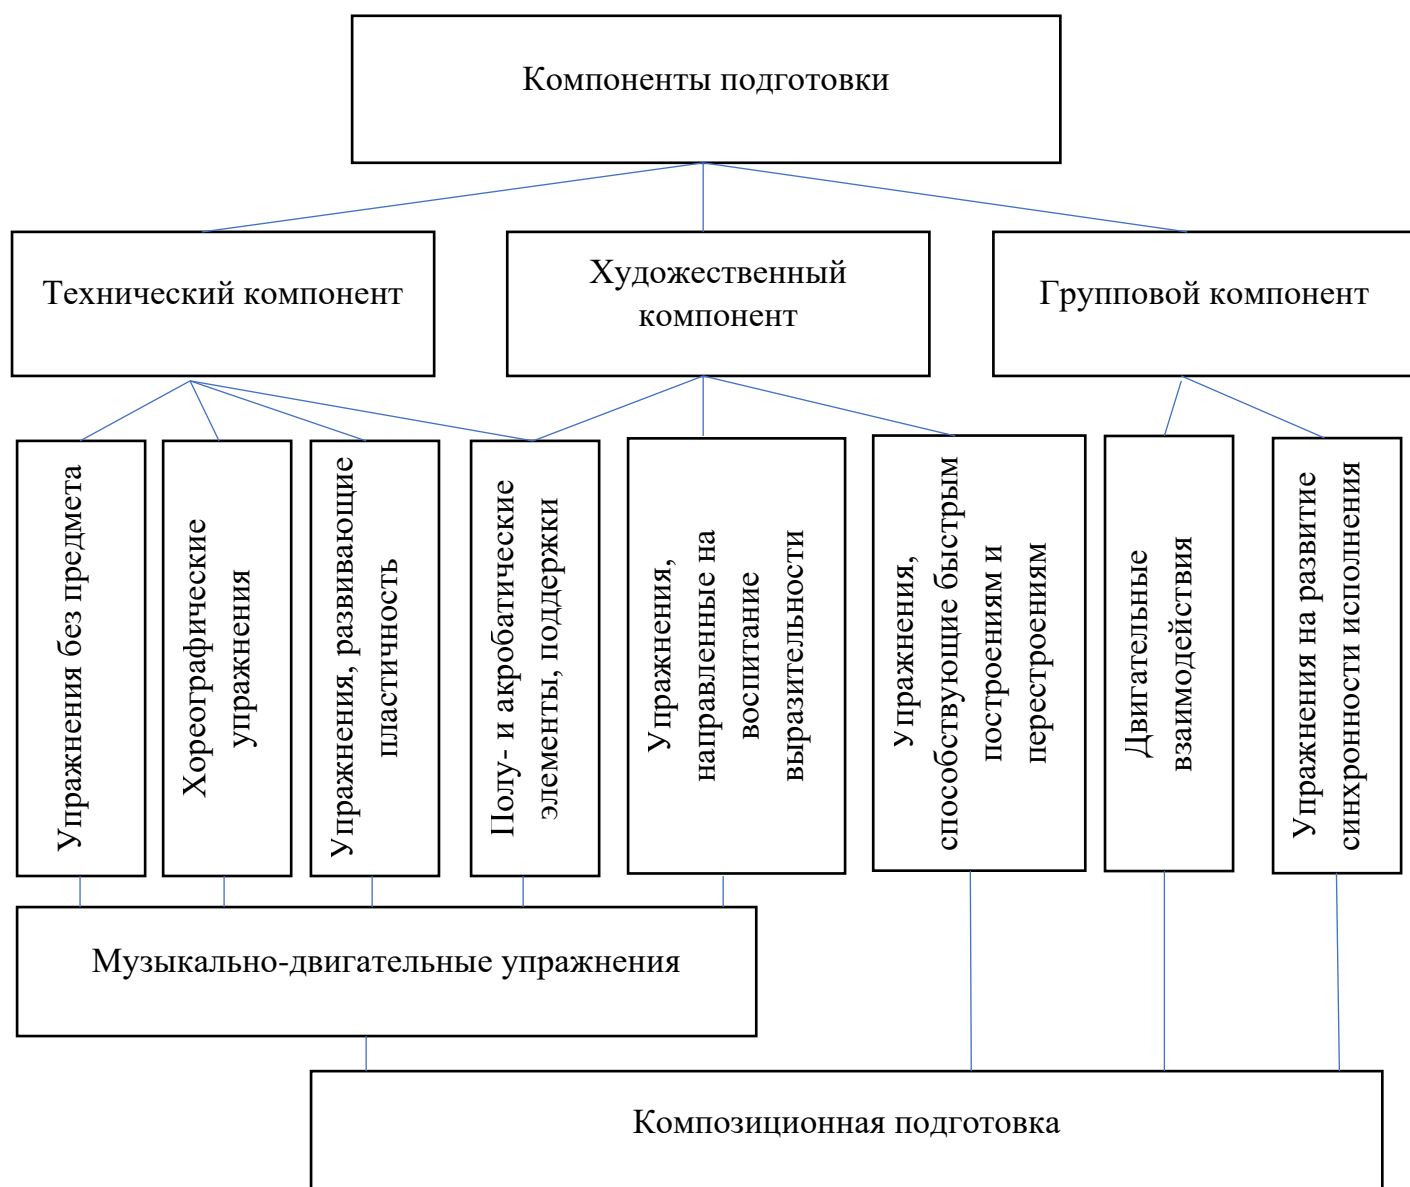 Компоненты подготовки
Технический компонент
Художественный
компонент
Групповой компонент
Упражнения без предмета
Хореографические
упражнения
Упражнения, развивающие
пластичность
Полу- и акробатические
элементы, поддержки
Упражнения,
направленные на
воспитание
выразительности
Упражнения,
способствующие быстрым
построениям и
перестроениям
Двигательные
взаимодействия
Упражнения на развитие
синхронности исполнения
Музыкально-двигательные упражнения
Композиционная подготовка